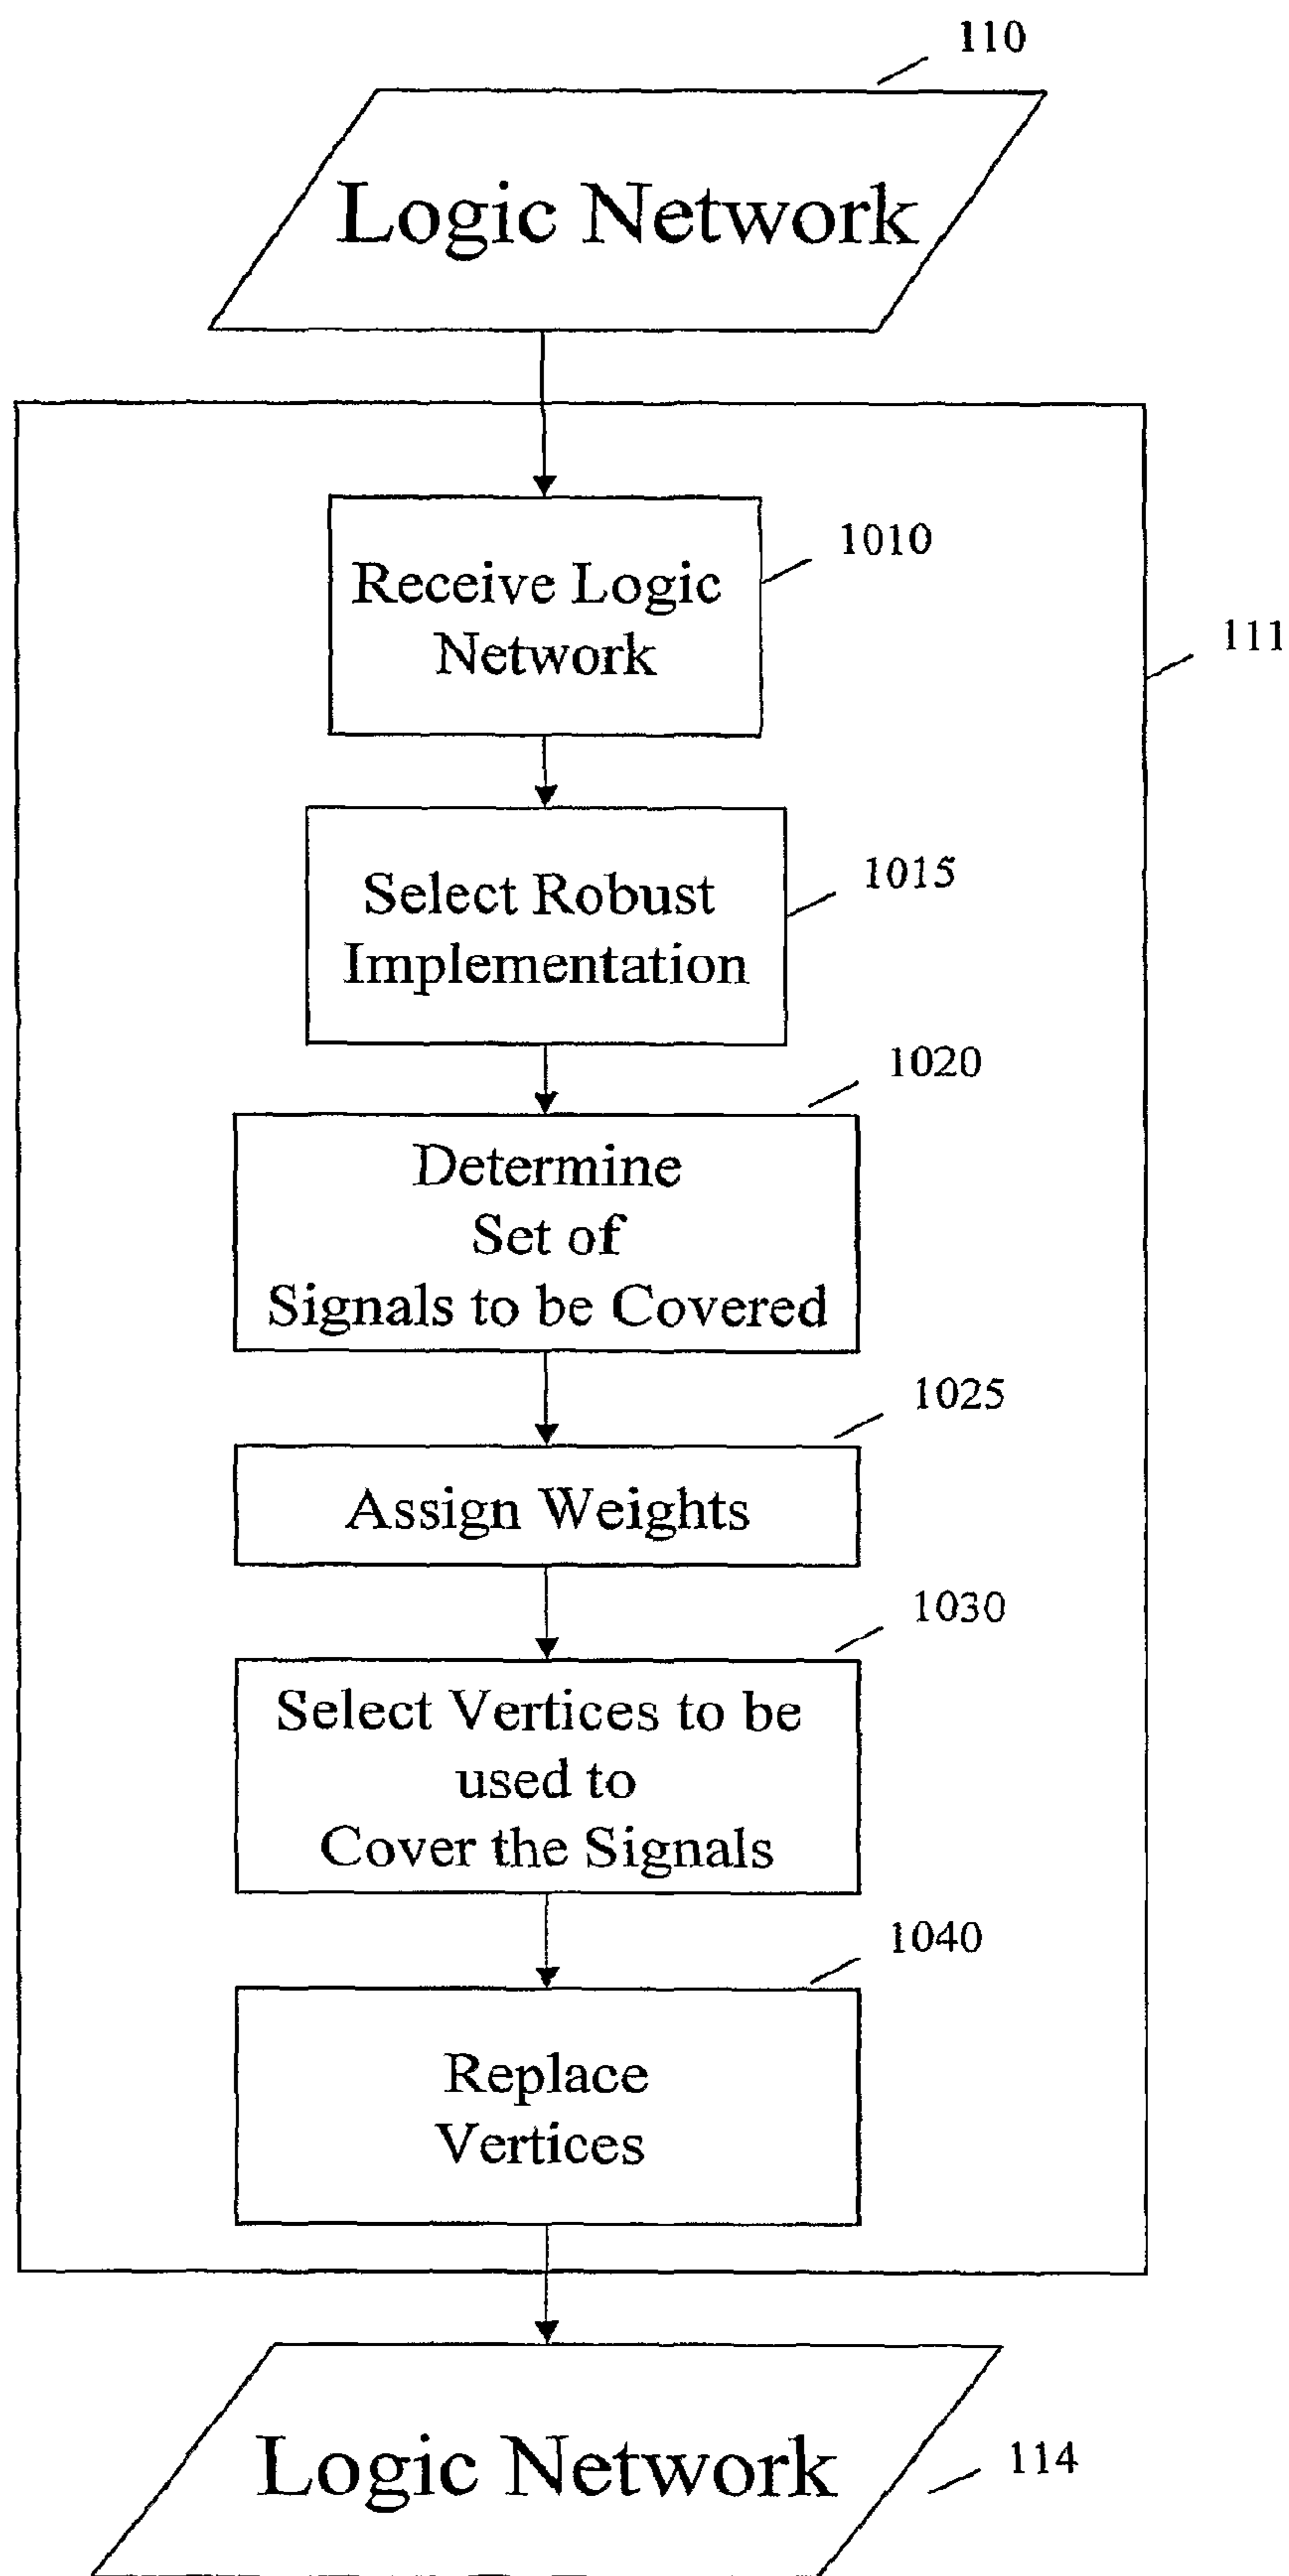 110
Logic Network
1010
Receive Logic
Network
111
1015
Select Robust
Implementation
1020
Determine
Set of
Signals to be Covered
1025
Assign Weights
1030
Select Vertices to be
used to
Cover the Signals
1040
Replace
Vertices
Logic Network
114